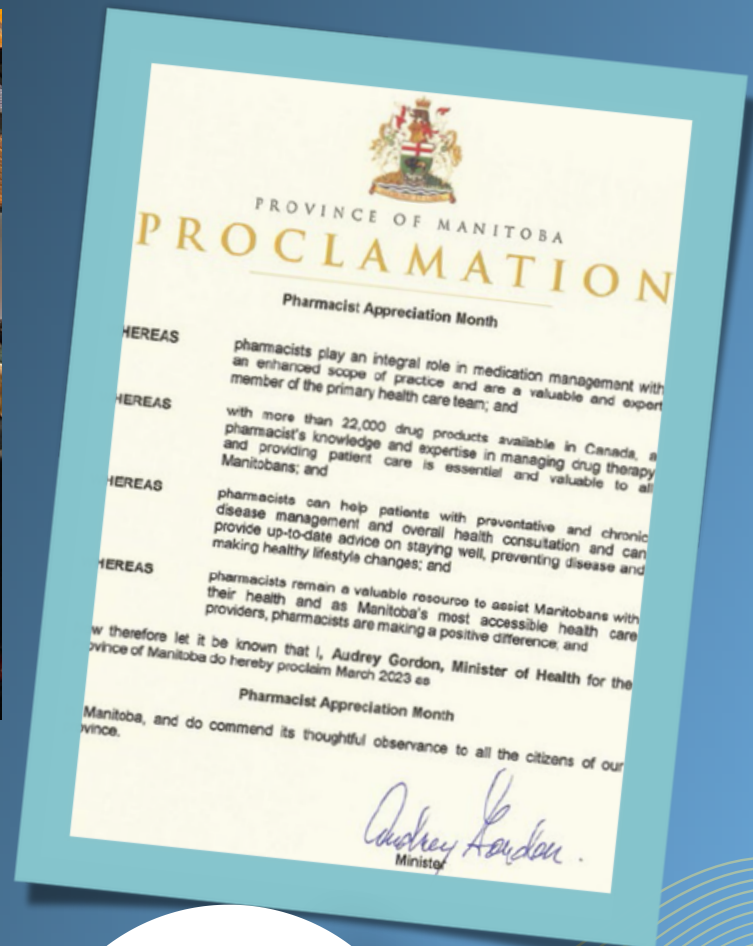 PROVINCE OF MANITOBA
PROCLAMATION
Pharmacist Appreciation Month
HEREAS
pharmacists play an integral role in medication management with
an enhanced scope of practice and are a valuable and expert
member of the primary health care team; and
HEREAS
with more than 22,000 drug products available in Canada, a
pharmacist's knowledge and expertise in managing drug therapy
and providing patient care is essential and valuable to all
Manitobans; and
HEREAS
pharmacists can help patients with preventative and chronic
disease management and overall health consultation and can
provide up-to-date advice on staying well, preventing disease and
making healthy lifestyle changes; and
HEREAS
pharmacists remain a valuable resource to assist Manitobans with
their health and as Manitoba's most accessible health care
providers, pharmacists are making a positive difference; and
w therefore let it be known that I, Audrey Gordon, Minister of Health for the
ovince of Manitoba do hereby proclaim March 2023 as
Pharmacist Appreciation Month
Manitoba, and do commend its thoughtful observance to all the citizens of our
ovince.
Audrey Gordon.
Minister